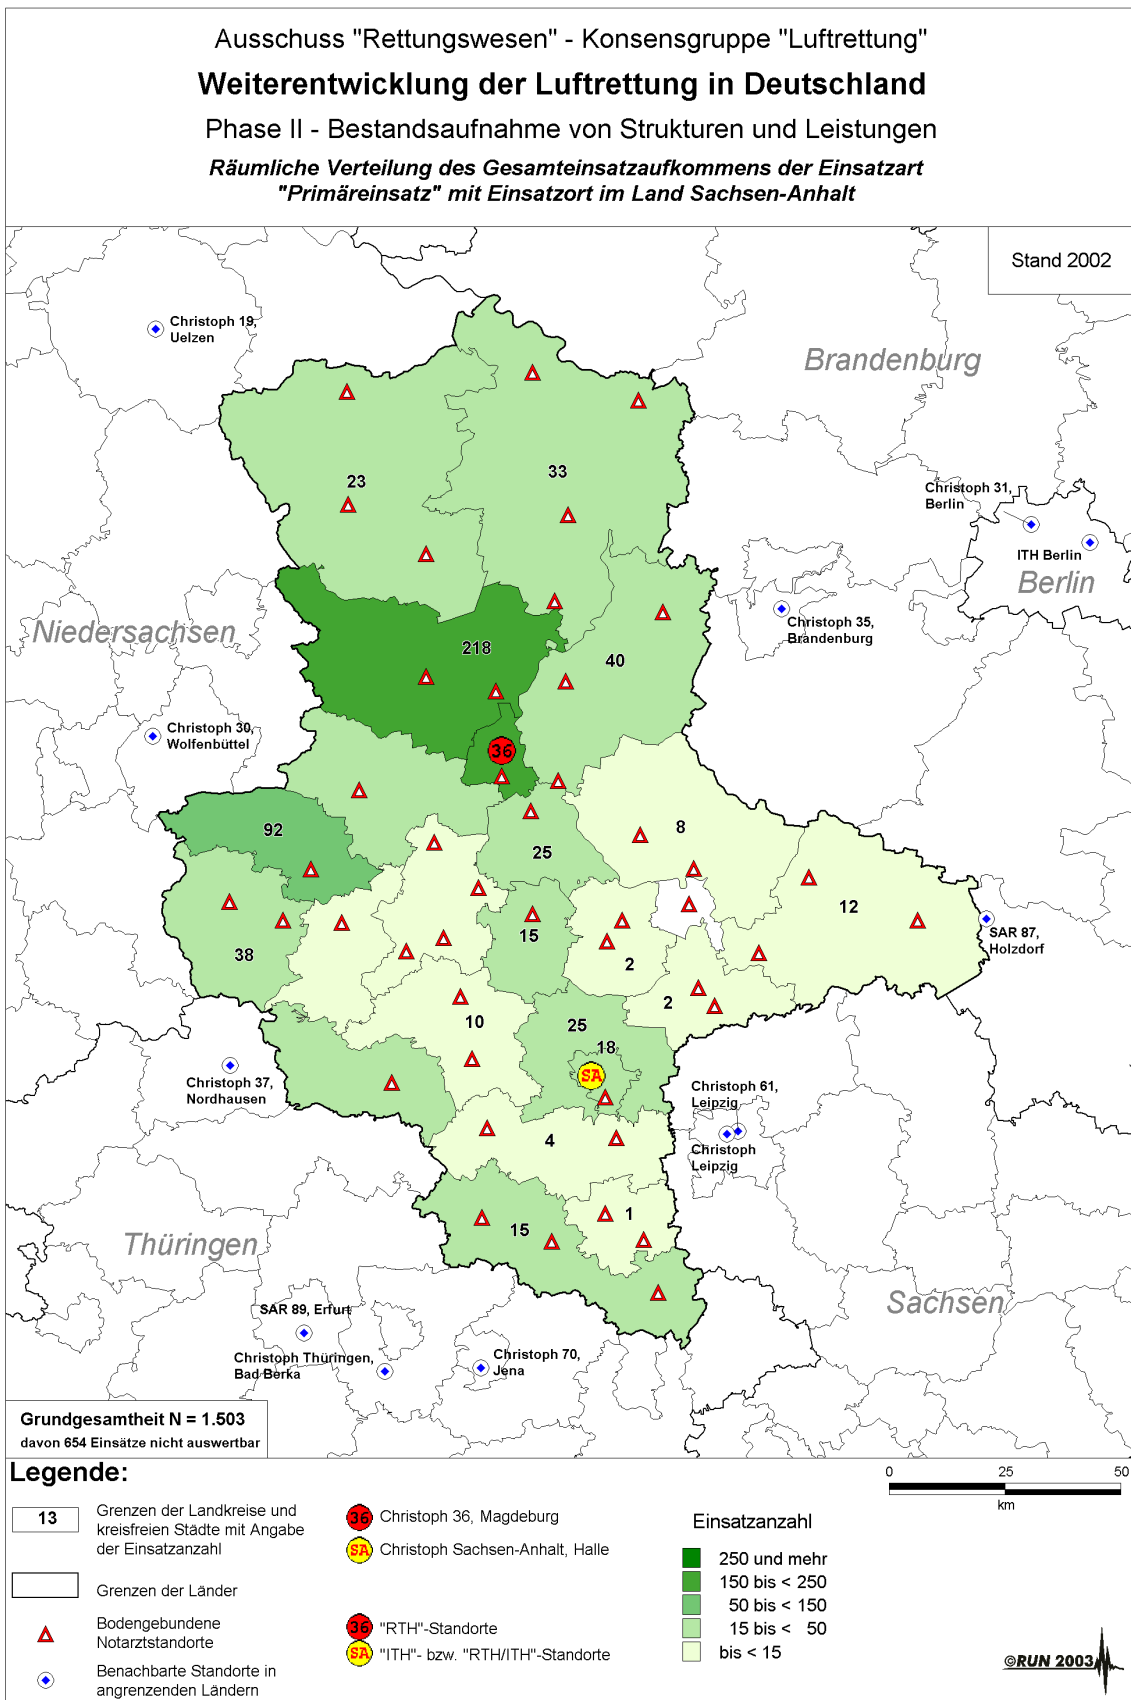 Ausschuss "Rettungswesen" - Konsensgruppe "Luftrettung"
Weiterentwicklung der Luftrettung in Deutschland
Phase II - Bestandsaufnahme von Strukturen und Leistungen
Räumliche Verteilung des Gesamteinsatzaufkommens der Einsatzart
"Primäreinsatz" mit Einsatzort im Land Sachsen-Anhalt
Stand 2002
Christoph 19,
Uelzen
Brandenburg
23
33
Christoph 31,
Berlin
ITH Berlin
Berlin
Niedersachsen
Christoph 35,
Brandenburg
218
40
Christoph 30,
Wolfenbüttel
36
92
25
8
12
15
38
2
SAR 87,
Holzdorf
2
10
25
18
SA
Christoph 37,
Nordhausen
Christoph 61,
Leipzig
Christoph
Leipzig
4
15
1
Thüringen
Sachsen
SAR 89, Erfurt
Christoph Thüringen,
Bad Berka
Christoph 70,
Jena
Grundgesamtheit N = 1.503
davon 654 Einsätze nicht auswertbar
Legende:
13
Grenzen der Landkreise und
kreisfreien Städte mit Angabe
der Einsatzanzahl
Grenzen der Länder
Bodengebundene
Notarztstandorte
Benachbarte Standorte in
angrenzenden Ländern
36 Christoph 36, Magdeburg
SA Christoph Sachsen-Anhalt, Halle
36 "RTH"-Standorte
SA "ITH"- bzw. "RTH/ITH"-Standorte
0 25 50
km
Einsatzanzahl
250 und mehr
150 bis < 250
50 bis < 150
15 bis < 50
bis < 15
©RUN 2003